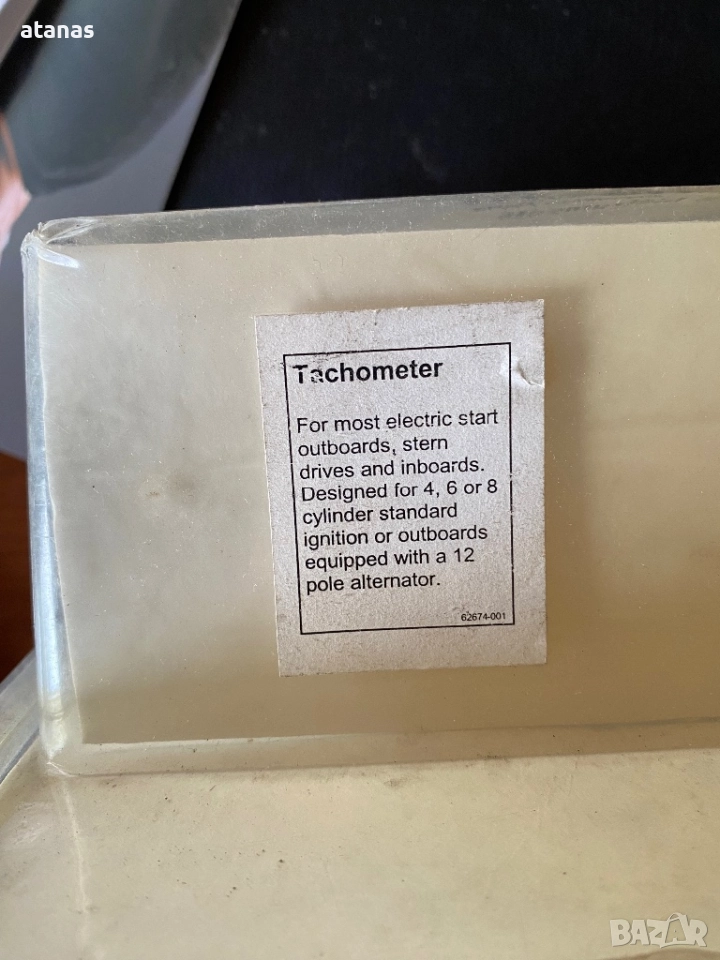 atanas
Tachometer
For most electric start
outboards, stern
drives and inboards.
Designed for 4, 6 or 8
cylinder standard
ignition or outboards
equipped with a 12
pole alternator.
62674-001
BAZAR